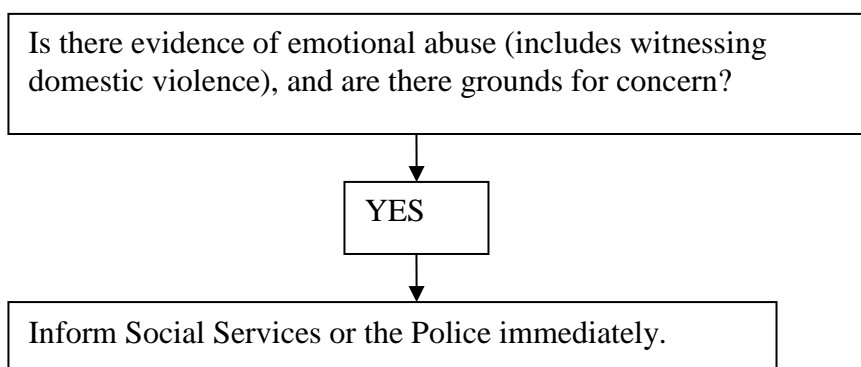 Is there evidence of emotional abuse (includes witnessing
domestic violence), and are there grounds for concern?
YES
Inform Social Services or the Police immediately.